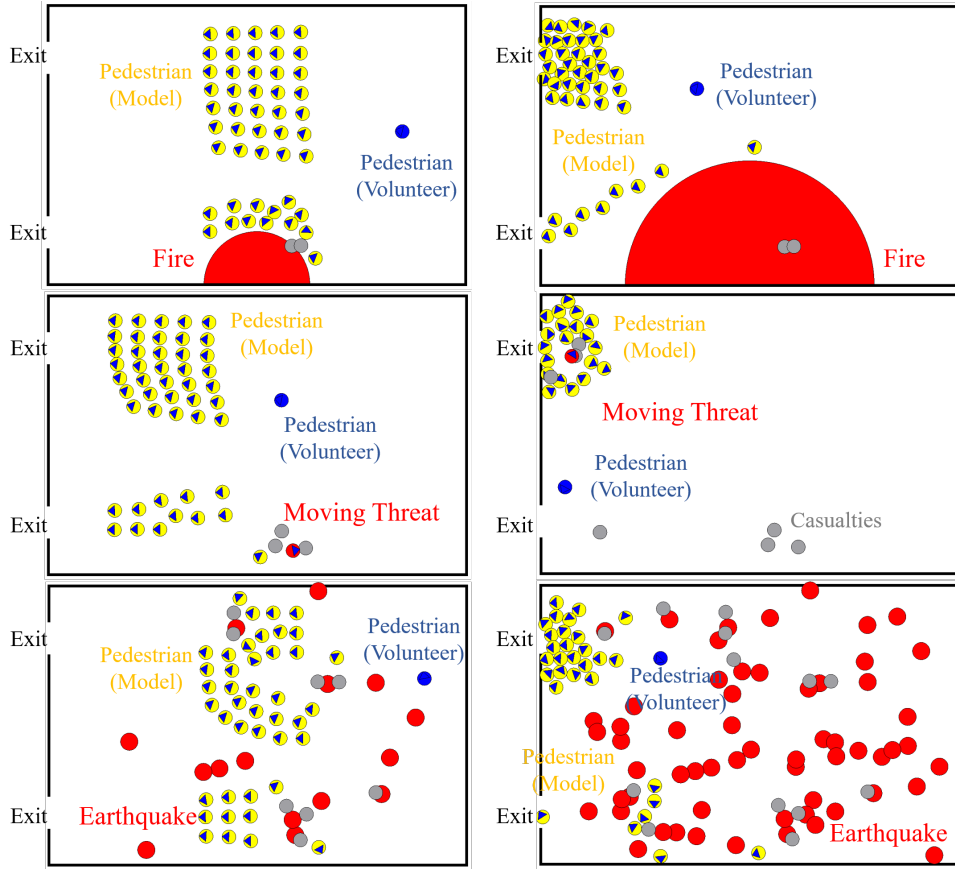 Exit
Pedestrian
(Model)
Pedestrian
(Volunteer)
Exit
Fire
Exit
Pedestrian
(Volunteer)
Pedestrian
(Model)
Exit
Fire
Exit
Pedestrian
(Model)
Pedestrian
(Volunteer)
Exit
Moving Threat
Exit
Pedestrian
(Model)
Moving Threat
Pedestrian
(Volunteer)
Exit
Casualties
Exit
Pedestrian
(Volunteer)
Pedestrian
(Model)
Exit
Earthquake
Exit
Pedestrian
(Volunteer)
Pedestrian
(Model)
Exit
Earthquake